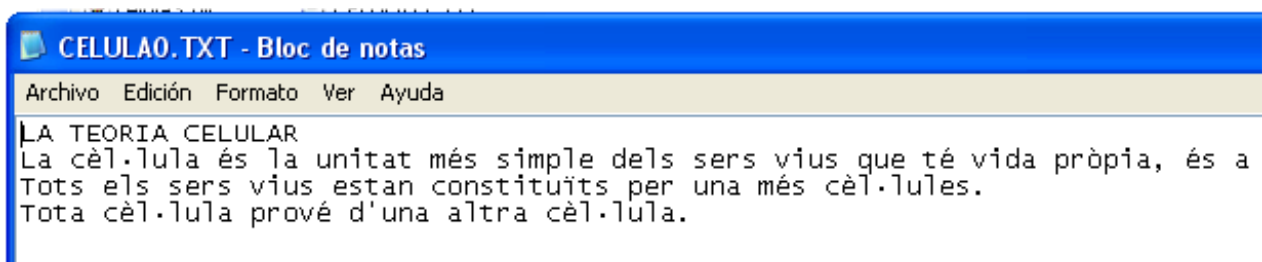 CELULA0.TXT - Bloc de notas
Archivo Edición Formato Ver Ayuda
LA TEORIA CELULAR
La cèl·lula és la unitat més simple dels sers vius que té vida pròpia, és a
Tots els sers vius estan constituïts per una més cèl·lules.
Tota cèl·lula prové d'una altra cèl·lula.